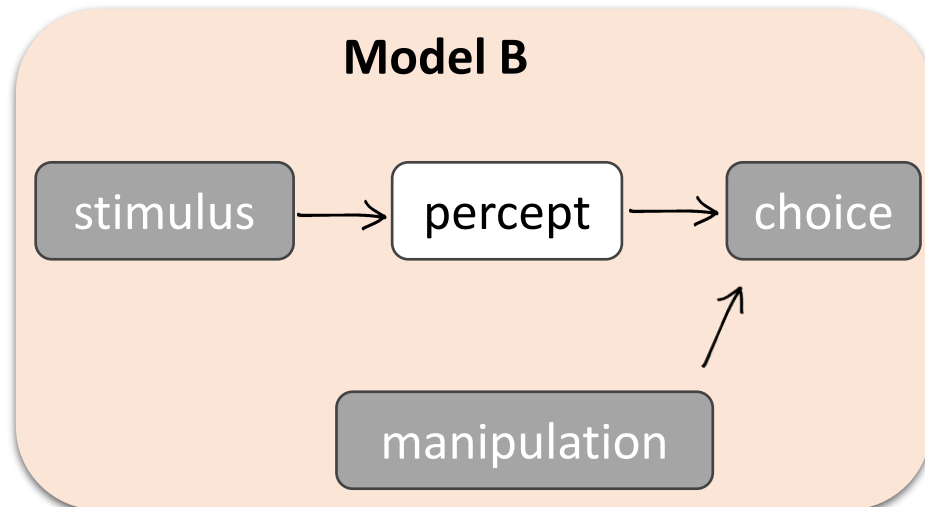 Model B
stimulus
percept
choice
manipulation